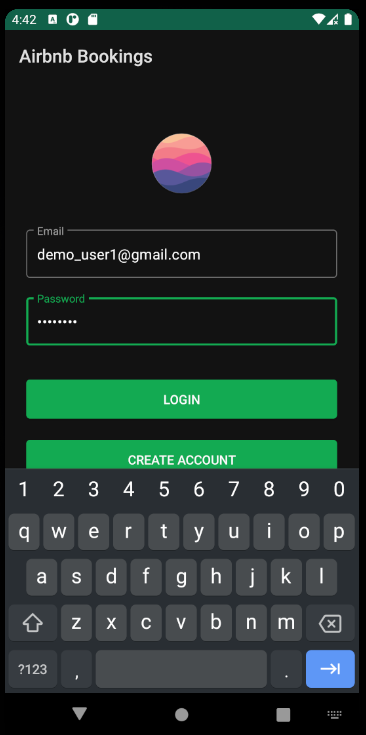 4:42
Airbnb Bookings
Email
demo_user1@gmail.com
Password
••••••••
LOGIN
CREATE ACCOUNT
1 2 3 4 5 6 7 8 9 0
q w e r t y u i o p
a s d f g h j k l
z x c v b n m
?123 , .